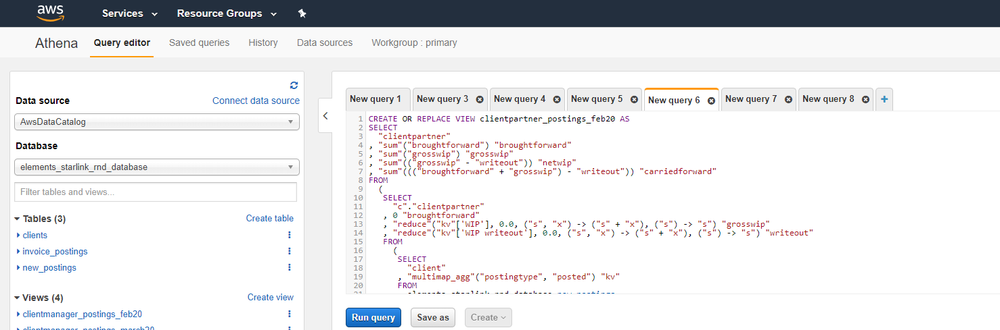 aws Services Resource Groups
Athena Query editor Saved queries History Data sources Workgroup : primary
Data source Connect data source
AwsDataCatalog
Database
elements_starlink_rnd_database
Filter tables and views...
Tables (3) Create table
clients
invoice_postings
new_postings
Views (4) Create view
clientmanager_postings_feb20
clientmanager_postings_march20
New query 1 New query 3 New query 4 New query 5 New query 6 New query 7 New query 8 +
1 CREATE OR REPLACE VIEW clientpartner_postings_feb20 AS
2 SELECT
3 "clientpartner"
4 , "sum"("broughtforward") "broughtforward"
5 , "sum"("grosswip") "grosswip"
6 , "sum"(("grosswip" - "writeout")) "netwip"
7 , "sum"((("broughtforward" + "grosswip") - "writeout")) "carriedforward"
8 FROM
9 (
10 SELECT
11 "c"."clientpartner"
12 , 0 "broughtforward"
13 , "reduce"("kv"['WIP'], 0.0, ("s", "x") -> ("s" + "x"), ("s") -> "s") "grosswip"
14 , "reduce"("kv"['WIP writeout'], 0.0, ("s", "x") -> ("s" + "x"), ("s") -> "s") "writeout"
15 FROM
16 (
17 SELECT
18 "client"
19 , "multimap_agg"("postingtype", "posted") "kv"
20 FROM
21 elements_starlink_rnd_database.new_postings
Run query Save as Create